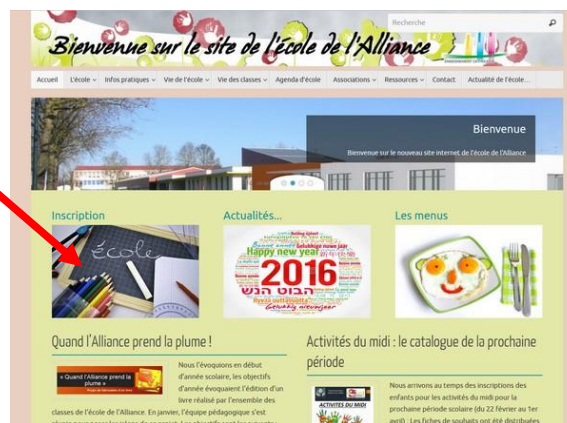 Recherche
Bienvenue sur le site de l'école de l'Alliance
Accueil L'école Infos pratiques Vie de l'école Vie des classes Agenda d'école Associations Ressources Contact Actualité de l'école...
Bienvenue
Bienvenue sur le nouveau site internet de l'école de l'Alliance
Inscription
Actualités...
Les menus
école
Happy new year
2016
Gelukkig nieuwjaar
Quand l'Alliance prend la plume !
« Quand l'Alliance prend la
plume »
Nous l'évoquions en début
d'année scolaire, les objectifs
d'année évoquaient l'édition d'un
livre réalisé par l'ensemble des
classes de l'école de l'Alliance. En janvier, l'équipe pédagogique s'est
Activités du midi : le catalogue de la prochaine
période
ACTIVITÉS DU MIDI
Nous arrivons au temps des inscriptions des
enfants pour les activités du midi pour la
prochaine période scolaire (du 22 février au 1er
avril). Les fiches de souhaits ont été distribuées